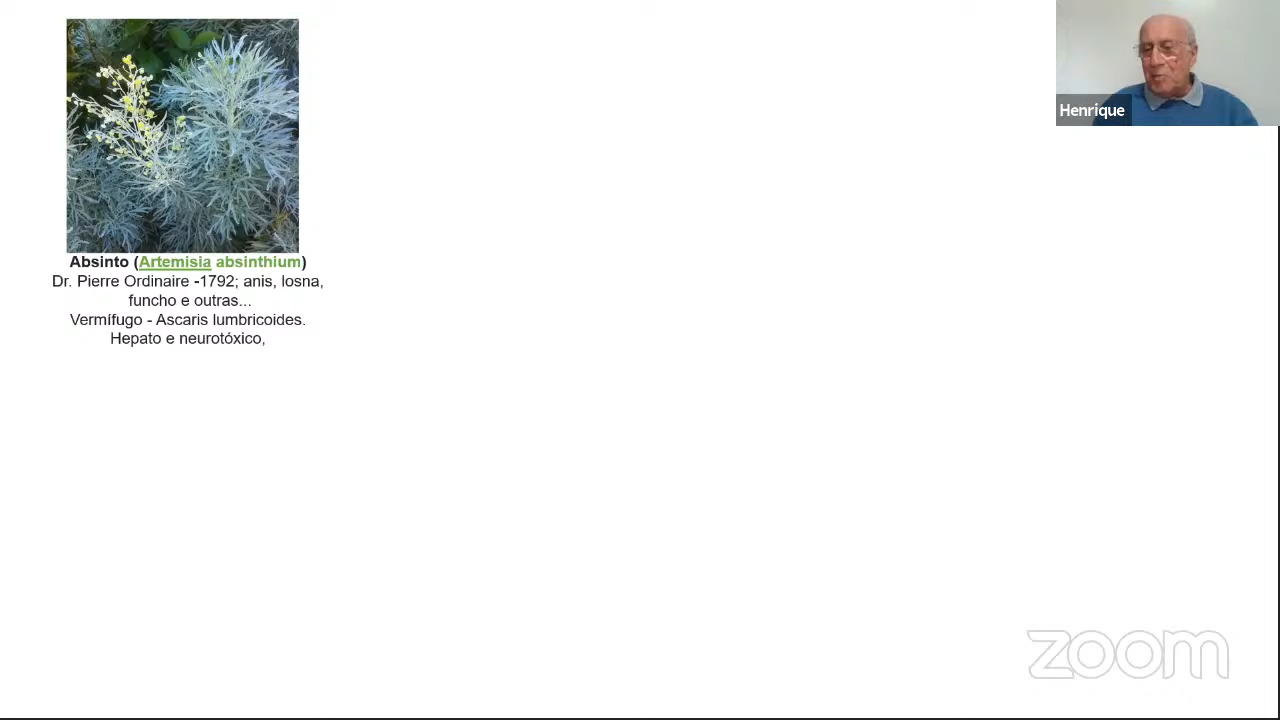 Henrique
Absinto (Artemisia absinthium)
Dr. Pierre Ordinaire -1792; anis, losna,
funcho e outras...
Vermífugo - Ascaris lumbricoides.
Hepato e neurotóxico,
zoom